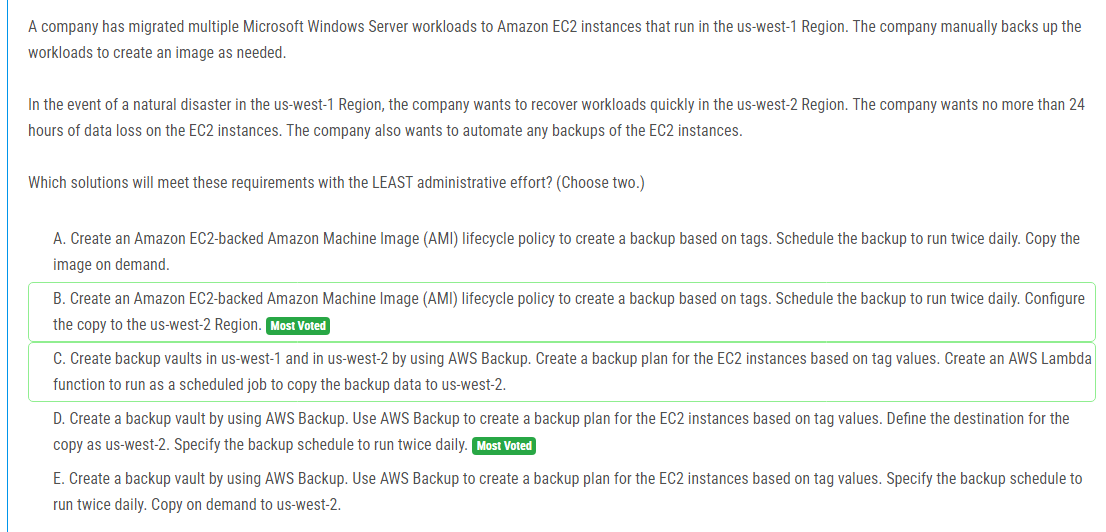 A company has migrated multiple Microsoft Windows Server workloads to Amazon EC2 instances that run in the us-west-1 Region. The company manually backs up the
workloads to create an image as needed.
In the event of a natural disaster in the us-west-1 Region, the company wants to recover workloads quickly in the us-west-2 Region. The company wants no more than 24
hours of data loss on the EC2 instances. The company also wants to automate any backups of the EC2 instances.
Which solutions will meet these requirements with the LEAST administrative effort? (Choose two.)
A. Create an Amazon EC2-backed Amazon Machine Image (AMI) lifecycle policy to create a backup based on tags. Schedule the backup to run twice daily. Copy the
image on demand.
B. Create an Amazon EC2-backed Amazon Machine Image (AMI) lifecycle policy to create a backup based on tags. Schedule the backup to run twice daily. Configure
the copy to the us-west-2 Region. Most Voted
C. Create backup vaults in us-west-1 and in us-west-2 by using AWS Backup. Create a backup plan for the EC2 instances based on tag values. Create an AWS Lambda
function to run as a scheduled job to copy the backup data to us-west-2.
D. Create a backup vault by using AWS Backup. Use AWS Backup to create a backup plan for the EC2 instances based on tag values. Define the destination for the
copy as us-west-2. Specify the backup schedule to run twice daily. Most Voted
E. Create a backup vault by using AWS Backup. Use AWS Backup to create a backup plan for the EC2 instances based on tag values. Specify the backup schedule to
run twice daily. Copy on demand to us-west-2.